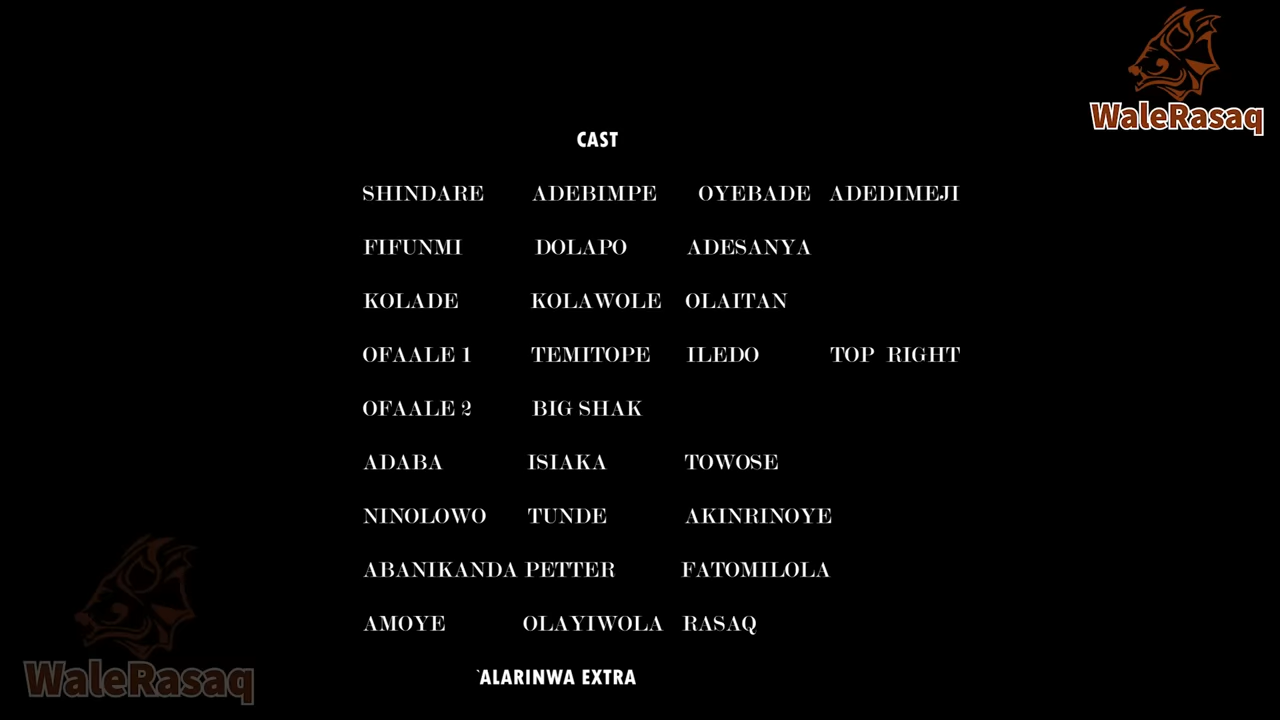 WaleRasaq
CAST
SHINDARE ADEBIMPE OYEBADE ADEDIMEJI
FIFUNMI DOLAPO ADESANYA
KOLADE KOLAWOLE OLAITAN
OFAALE 1 TEMITOPE ILEDO TOP RIGHT
OFAALE 2 BIG SHAK
ADABA ISIAKA TOWOSE
NINOLOWO TUNDE AKINRINOYE
ABANIKANDA PETTER FATOMILOLA
AMOYE OLAYIWOLA RASAQ
`ALARINWA EXTRA
WaleRasaq